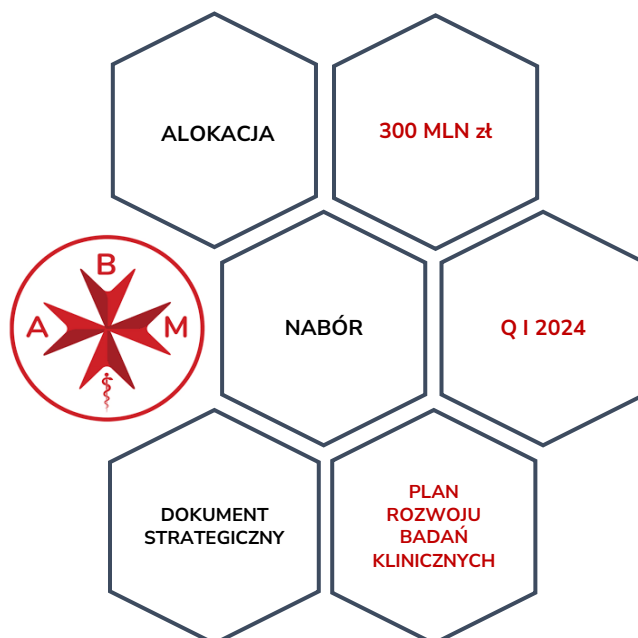 ALOKACJA
300 MLN zł
B
A
M
NABÓR
Q I 2024
DOKUMENT
STRATEGICZNY
PLAN
ROZWOJU
BADAŃ
KLINICZNYCH